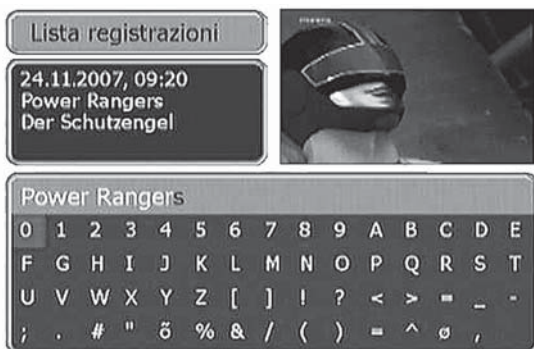 Lista registrazioni
24.11.2007, 09:20
Power Rangers
Der Schutzengel
Power Rangers
0 1 2 3 4 5 6 7 8 9 A B C D E
F G H I J K L M N O P Q R S T
U V W X Y Z [ ] ! ? < > = _ -
; . # " õ % & / ( ) = ^ ø ,